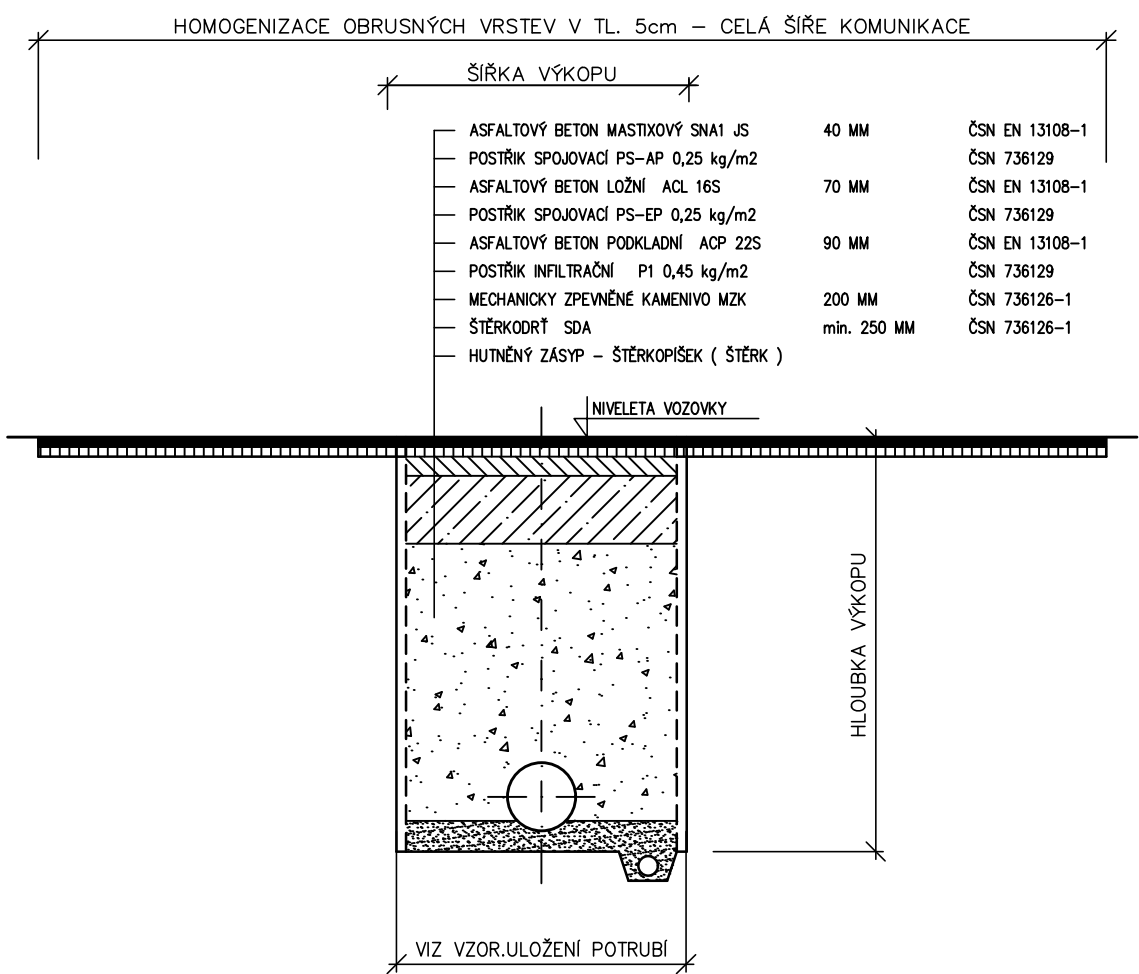 HOMOGENIZACE OBRUSNÝCH VRSTEV V TL. 5cm – CELÁ ŠÍŘE KOMUNIKACE
ŠÍŘKA VÝKOPU
ASFALTOVÝ BETON MASTIXOVÝ SNA1 JS 40 MM ČSN EN 13108–1
POSTŘIK SPOJOVACÍ PS–AP 0,25 kg/m2 ČSN 736129
ASFALTOVÝ BETON LOŽNÍ ACL 16S 70 MM ČSN EN 13108–1
POSTŘIK SPOJOVACÍ PS–EP 0,25 kg/m2 ČSN 736129
ASFALTOVÝ BETON PODKLADNÍ ACP 22S 90 MM ČSN EN 13108–1
POSTŘIK INFILTRAČNÍ P1 0,45 kg/m2 ČSN 736129
MECHANICKY ZPEVNĚNÉ KAMENIVO MZK 200 MM ČSN 736126–1
ŠTĚRKODRŤ SDA min. 250 MM ČSN 736126–1
HUTNĚNÝ ZÁSYP – ŠTĚRKOPÍŠEK ( ŠTĚRK )
NIVELETA VOZOVKY
HLOUBKA VÝKOPU
VIZ VZOR.ULOŽENÍ POTRUBÍ